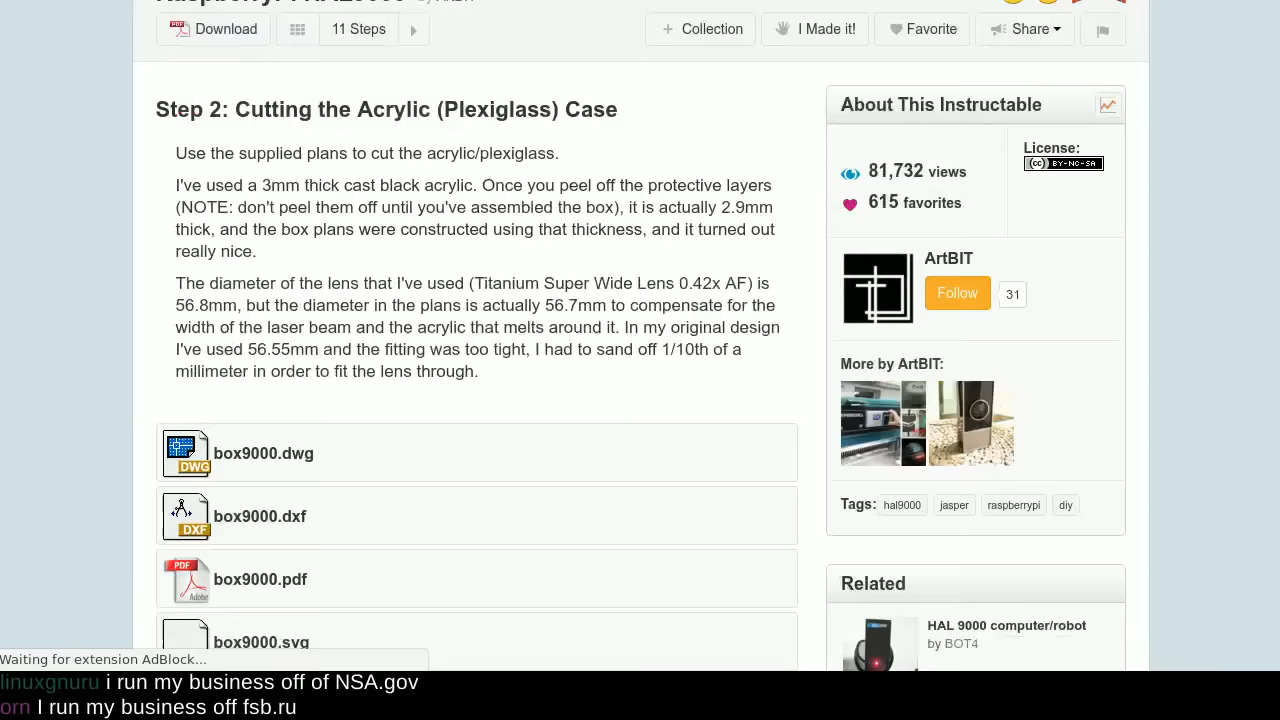 Download
11 Steps
Collection
I Made it!
Favorite
Share
Step 2: Cutting the Acrylic (Plexiglass) Case
Use the supplied plans to cut the acrylic/plexiglass.
I've used a 3mm thick cast black acrylic. Once you peel off the protective layers
(NOTE: don't peel them off until you've assembled the box), it is actually 2.9mm
thick, and the box plans were constructed using that thickness, and it turned out
really nice.
The diameter of the lens that I've used (Titanium Super Wide Lens 0.42x AF) is
56.8mm, but the diameter in the plans is actually 56.7mm to compensate for the
width of the laser beam and the acrylic that melts around it. In my original design
I've used 56.55mm and the fitting was too tight, I had to sand off 1/10th of a
millimeter in order to fit the lens through.
DWG
box9000.dwg
DXF
box9000.dxf
PDF
Adobe
box9000.pdf
box9000.svg
About This Instructable
81,732 views
615 favorites
License:
(cc) BY-NC-SA
ArtBIT
Follow
31
More by ArtBIT:
Tags: hal9000 jasper raspberrypi diy
Related
HAL 9000 computer/robot
by BOT4
Waiting for extension AdBlock...
linuxgnuru i run my business off of NSA.gov
orn I run my business off fsb.ru